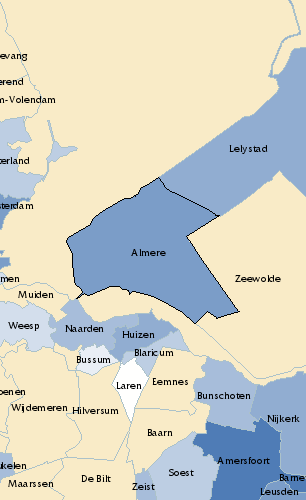 evang
erend
m-Volendam
terland
sterdam
Lelystad
Almere
Zeewolde
men
Muiden
Weesp
Naarden
Huizen
Bussum
Blaricum
Laren
Eemnes
oenen
Wijdemeren
Hilversum
Bunschoten
Nijkerk
Baarn
ukelen
Maarssen
De Bilt
Zeist
Soest
Amersfoort
Barne
Leusden